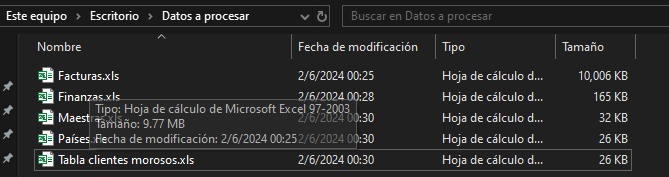 Este equipo > Escritorio > Datos a procesar
Buscar en Datos a procesar
Nombre Fecha de modificación Tipo Tamaño
Facturas.xls 2/6/2024 00:25 Hoja de cálculo d... 10,006 KB
Finanzas.xls 2/6/2024 00:28 Hoja de cálculo d... 165 KB
Tipo: Hoja de cálculo de Microsoft Excel 97-2003
Maestras.xls 2/6/2024 00:30 Hoja de cálculo d... 32 KB
Tamaño: 9.77 MB
Países.xls 2/6/2024 00:30 Hoja de cálculo d... 26 KB
Fecha de modificación: 2/6/2024 00:25
Tabla clientes morosos.xls 2/6/2024 00:30 Hoja de cálculo d... 26 KB